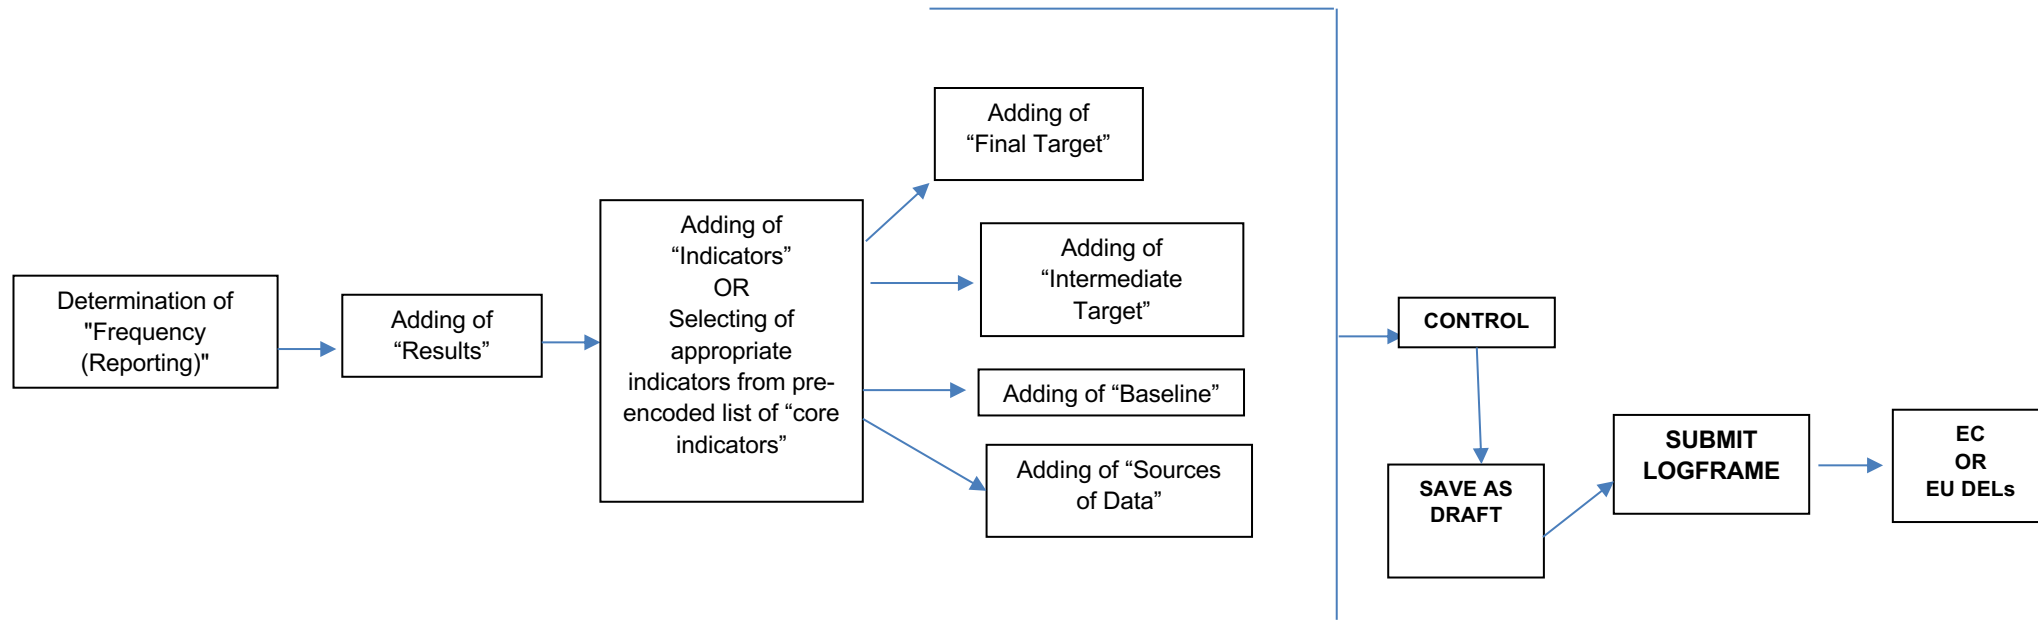 Determination of
"Frequency
(Reporting)"
Adding of
“Results”
Adding of
“Indicators”
OR
Selecting of
appropriate
indicators from pre-
encoded list of “core
indicators”
Adding of
“Final Target”
Adding of
“Intermediate
Target”
Adding of “Baseline”
Adding of “Sources
of Data”
CONTROL
SAVE AS
DRAFT
SUBMIT
LOGFRAME
EC
OR
EU DELs